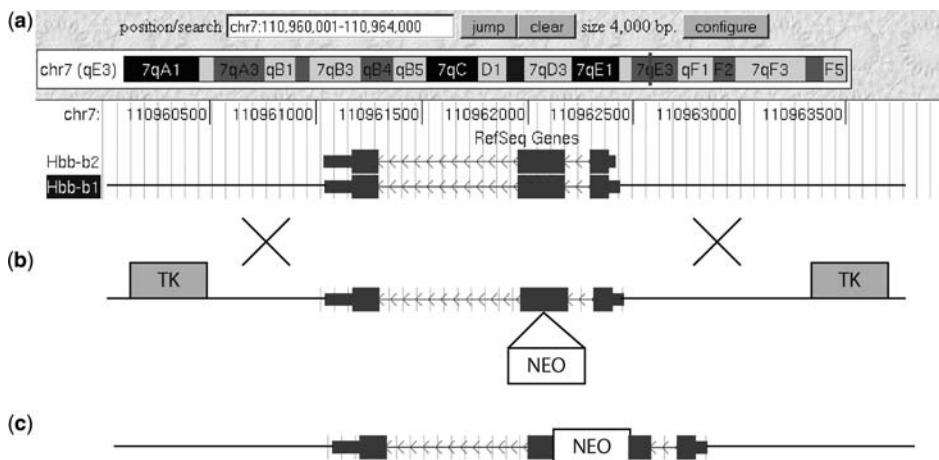 (a)
position/search chr7:110,960,001-110,964,000 jump clear size 4,000 bp. configure
chr7 (qE3) 7qA1 7qA3 qB1 7qB3 qB4 qB5 7qC D1 7qD3 7qE1 7qE3 qF1 F2 7qF3 F5
chr7: 110960500 110961000 110961500 110962000 110962500 110963000 110963500
RefSeq Genes
Hbb-b2
Hbb-b1
(b)
TK TK
NEO
(c)
NEO